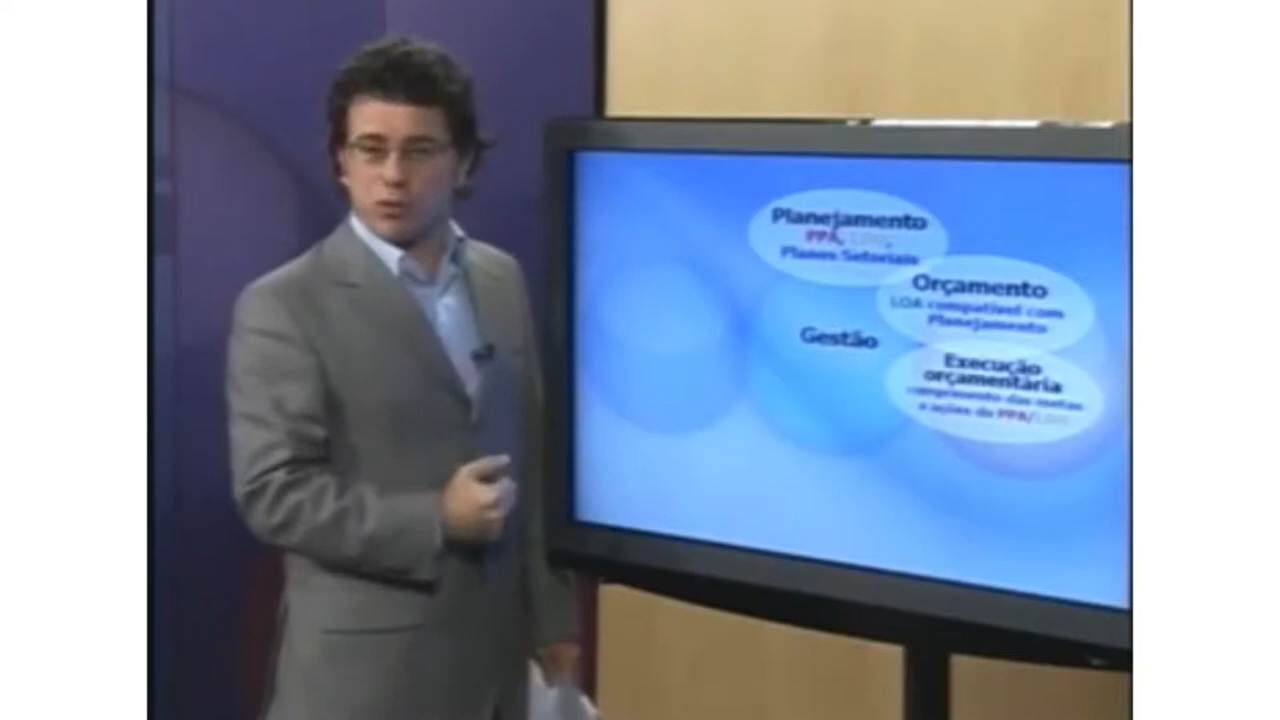 Planejamento
PPA/LDO,
Planos Setoriais
Orçamento
LOA compatível com
Planejamento
Gestão
Execução
orçamentária
cumprimento das metas
e ações do PPA/LDO